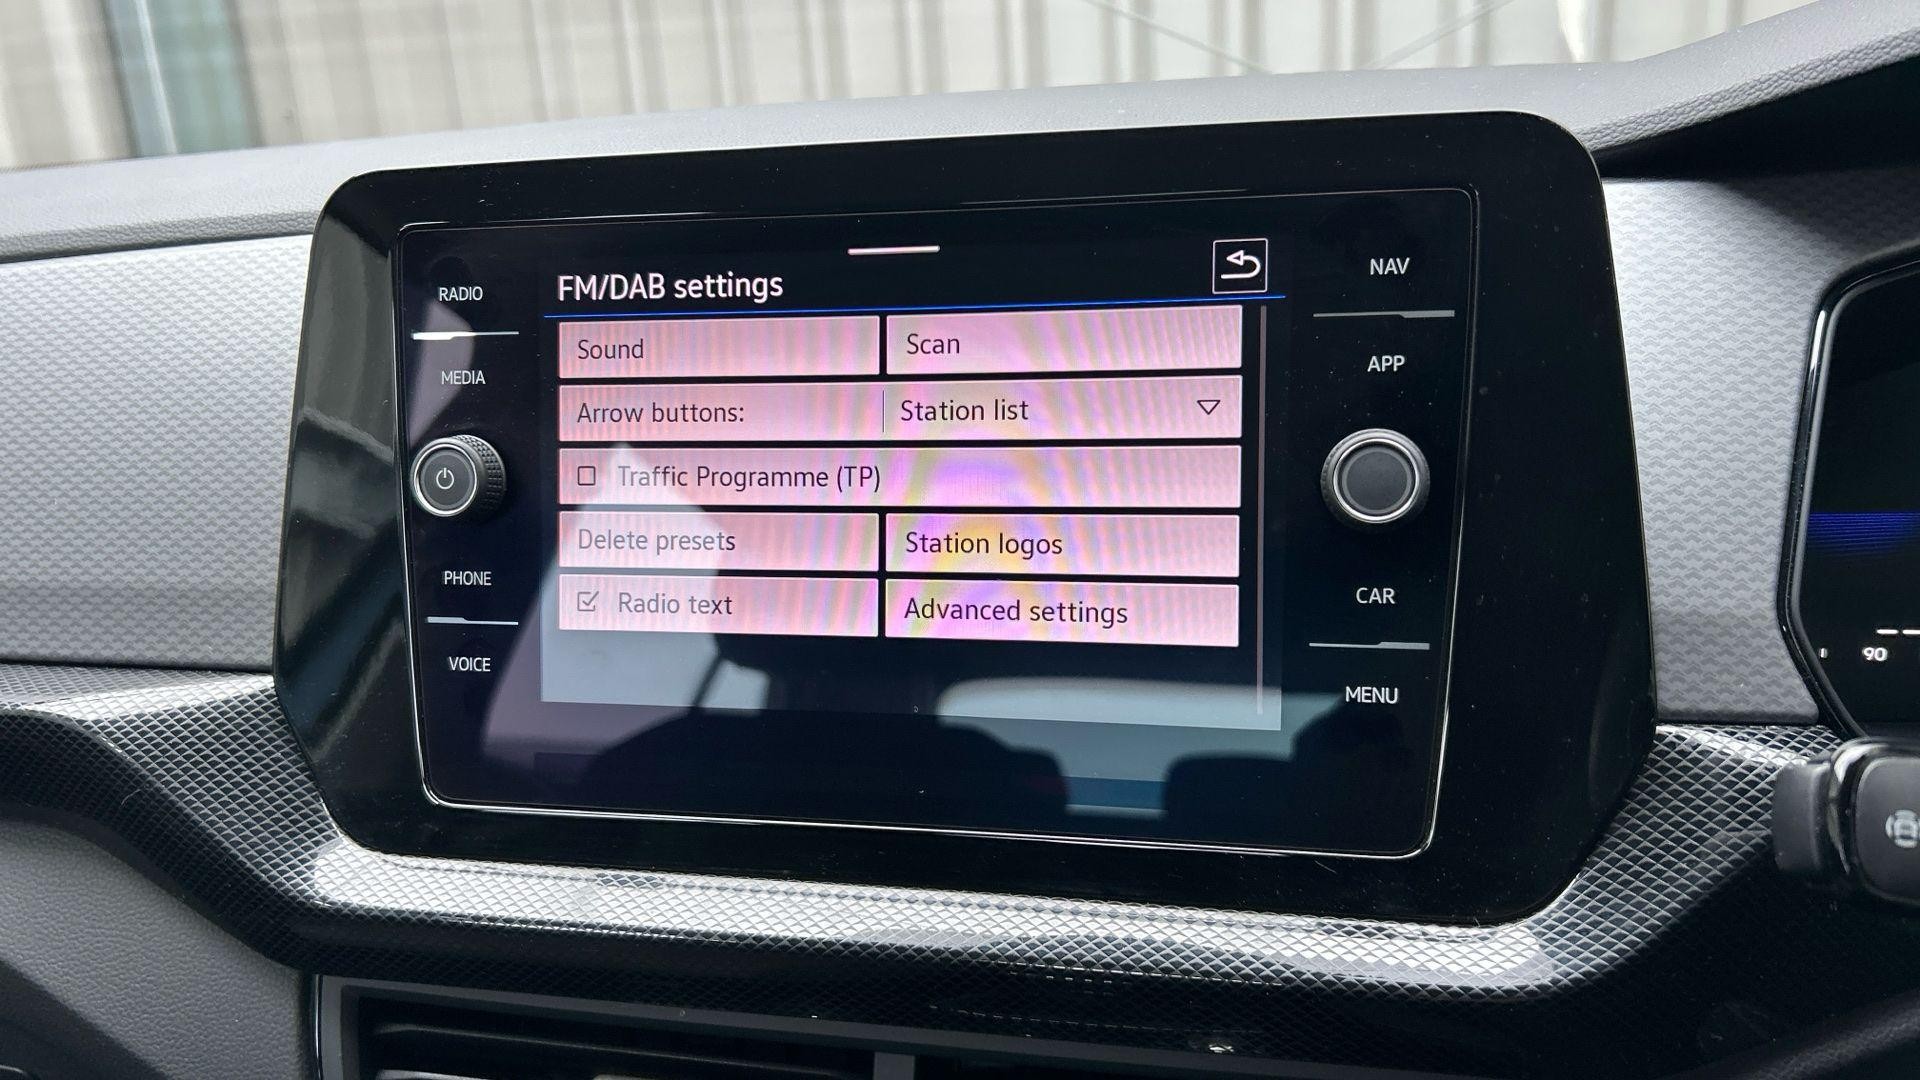 RADIO
MEDIA
PHONE
VOICE
FM/DAB settings
Sound
Scan
Arrow buttons:
Station list
Traffic Programme (TP)
Delete presets
Station logos
Radio text
Advanced settings
NAV
APP
CAR
MENU
90